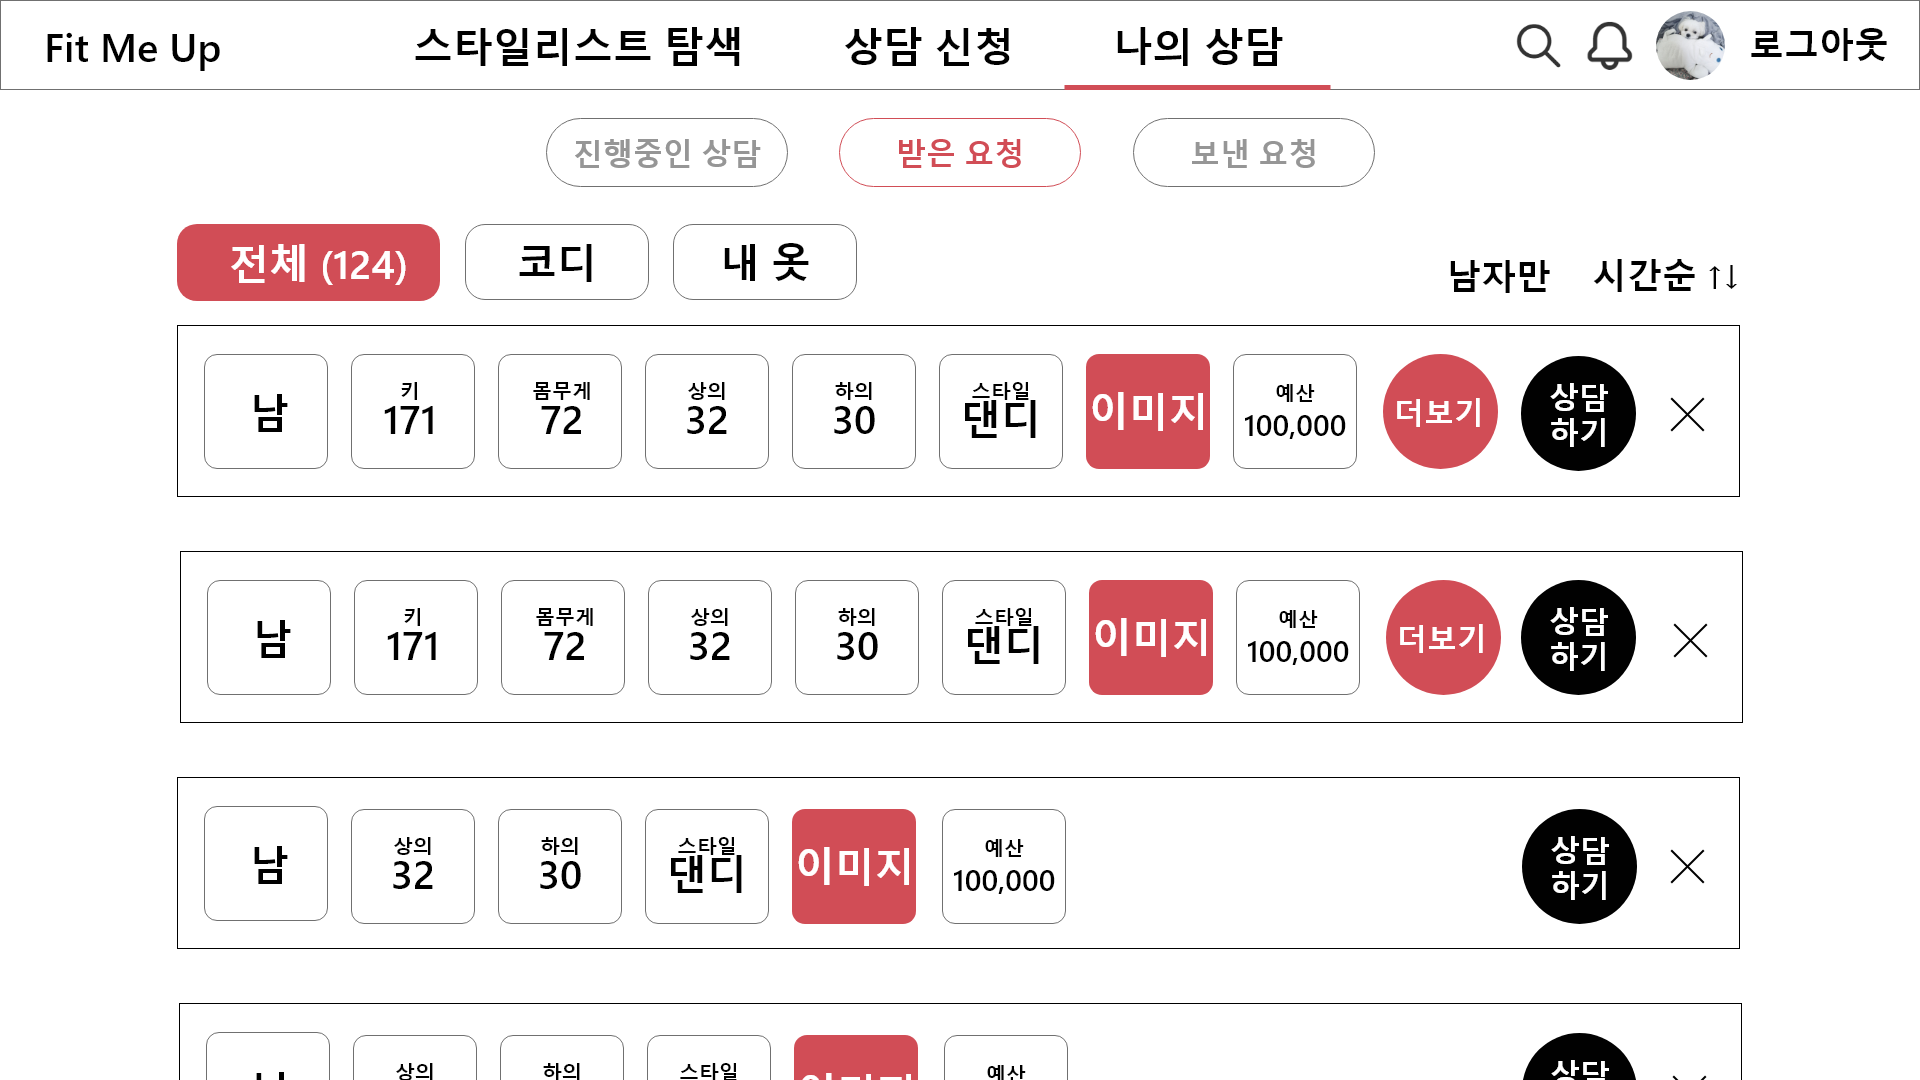 Fit Me Up 스타일리스트 탐색 상담 신청 나의 상담 로그아웃
진행중인 상담 받은 요청 보낸 요청
전체 (124) 코디 내 옷
남자만 시간순 ↑↓
남 키 171 몸무게 72 상의 32 하의 30 스타일 댄디 이미지 예산 100,000 더보기 상담 하기
남 키 171 몸무게 72 상의 32 하의 30 스타일 댄디 이미지 예산 100,000 더보기 상담 하기
남 상의 32 하의 30 스타일 댄디 이미지 예산 100,000 상담 하기
상의 하의 스타일 예산 상담